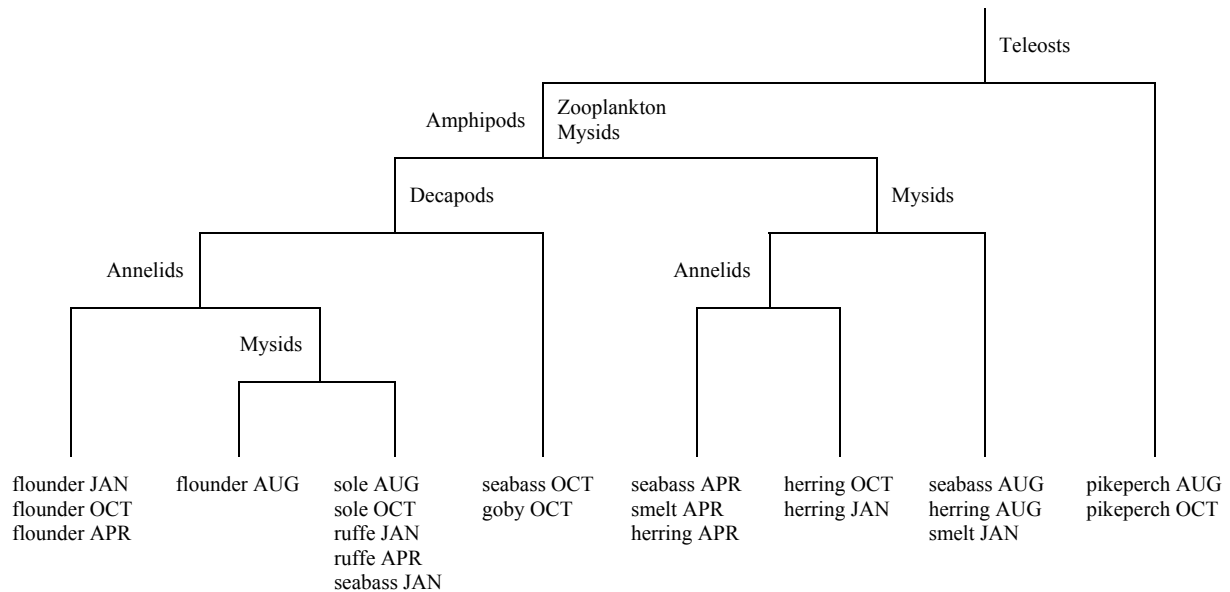 Teleosts
Amphipods
Zooplankton
Mysids
Decapods
Mysids
Annelids
Annelids
Mysids
flounder JAN
flounder OCT
flounder APR
flounder AUG
sole AUG
sole OCT
ruffe JAN
ruffe APR
seabass JAN
seabass OCT
goby OCT
seabass APR
smelt APR
herring APR
herring OCT
herring JAN
seabass AUG
herring AUG
smelt JAN
pikeperch AUG
pikeperch OCT